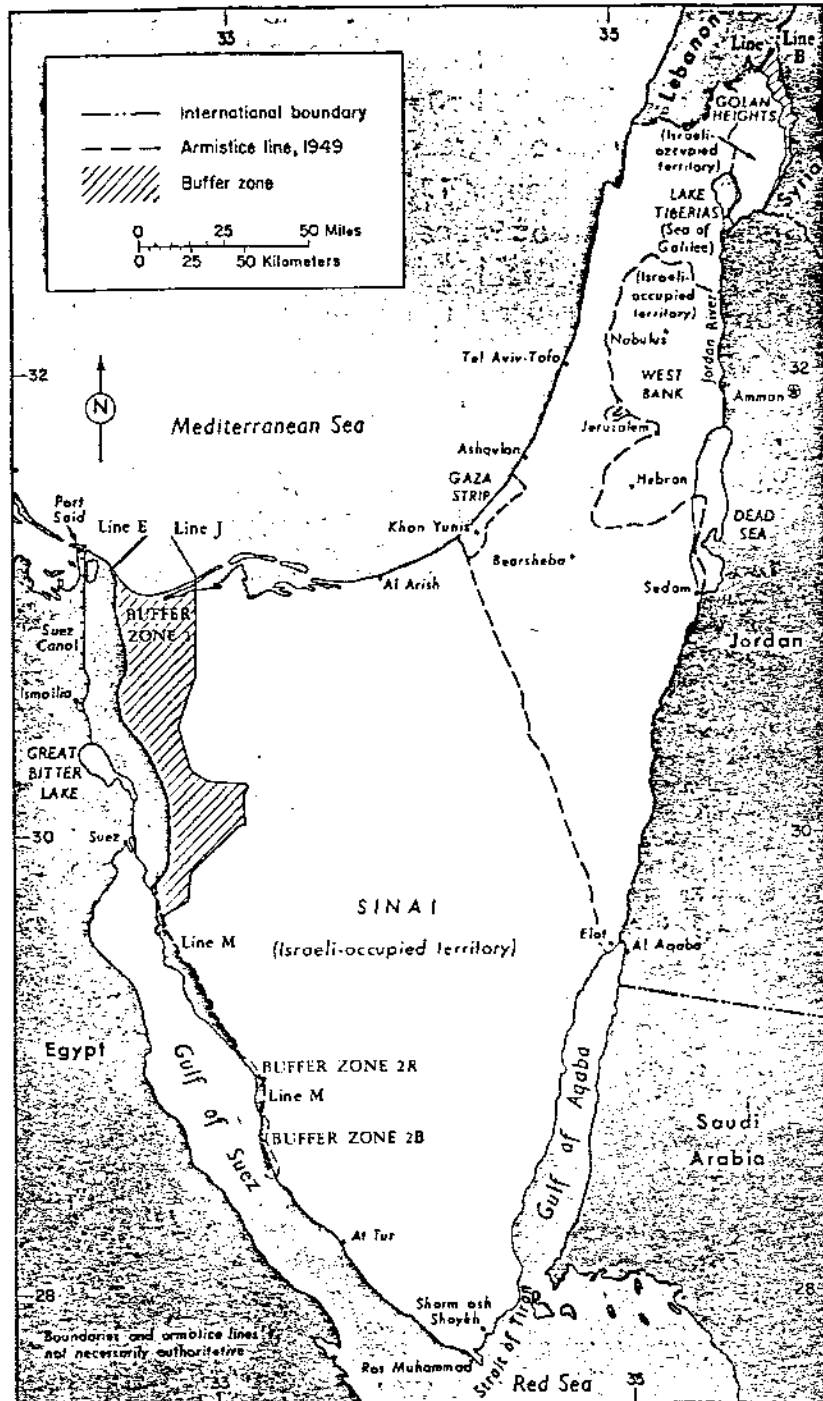 33
35
Lebanon
Line A
Line B
International boundary
Armistice line, 1949
Buffer zone
0 25 50 Miles
0 25 50 Kilometers
GOLAN
HEIGHTS
(Israeli-
occupied
territory)
Syria
LAKE
TIBERIAS
(Sea of
Galilee)
(Israeli-
occupied
territory)
Nabulus
Jordan River
Tel Aviv-Yafo
32
32
WEST
BANK
Amman
N
Mediterranean Sea
Jerusalem
Ashqelon
GAZA
STRIP
Hebron
Port
Said
Line E
Line J
Khan Yunis
DEAD
SEA
Al Arish
Beersheba
BUFFER
ZONE 1
Sedom
Suez
Canal
Jordan
Ismailia
GREAT
BITTER
LAKE
30
30
Suez
SINAI
(Israeli-occupied territory)
Line M
Elat
Al Aqaba
Egypt
Gulf of Suez
BUFFER ZONE 2R
Line M
BUFFER ZONE 2B
Gulf of Aqaba
Saudi
Arabia
At Tur
28
28
Sharm ash
Shaykh
Boundaries and armistice lines
not necessarily authoritative
Ras Muhammad
Strait of Tiran
Red Sea
33
35